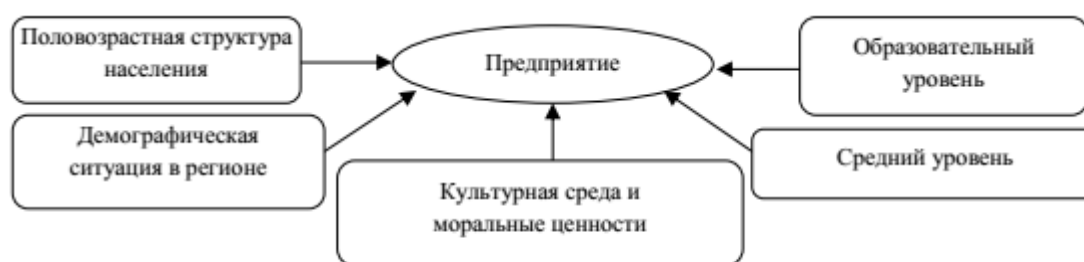 Половозрастная структура
населения
Предприятие
Образовательный
уровень
Демографическая
ситуация в регионе
Средний уровень
Культурная среда и
моральные ценности